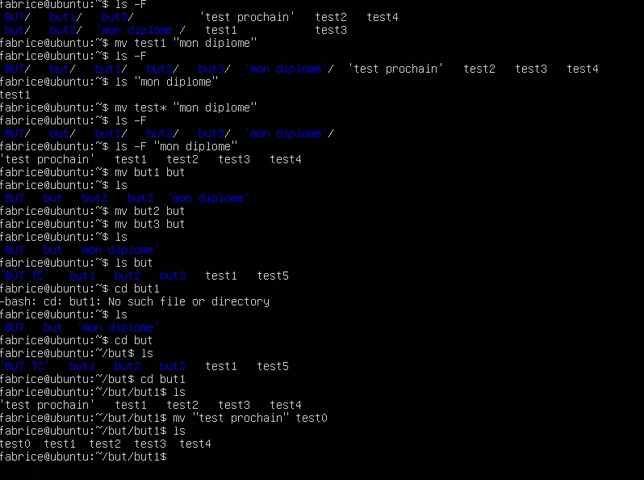 fabrice@ubuntu:~$ ls -F
BUT/ but1/ but3/ 'test prochain' test2 test4
but/ but2/ 'mon diplome'/ test1 test3
fabrice@ubuntu:~$ mv test1 "mon diplome"
fabrice@ubuntu:~$ ls -F
BUT/ but/ but1/ but2/ but3/ 'mon diplome'/ 'test prochain' test2 test3 test4
fabrice@ubuntu:~$ ls "mon diplome"
test1
fabrice@ubuntu:~$ mv test* "mon diplome"
fabrice@ubuntu:~$ ls -F
BUT/ but/ but1/ but2/ but3/ 'mon diplome'/
fabrice@ubuntu:~$ ls -F "mon diplome"
'test prochain' test1 test2 test3 test4
fabrice@ubuntu:~$ mv but1 but
fabrice@ubuntu:~$ ls
BUT but but2 but3 'mon diplome'
fabrice@ubuntu:~$ mv but2 but
fabrice@ubuntu:~$ mv but3 but
fabrice@ubuntu:~$ ls
BUT but 'mon diplome'
fabrice@ubuntu:~$ ls but
'BUT TC' but1 but2 but3 test1 test5
fabrice@ubuntu:~$ cd but1
-bash: cd: but1: No such file or directory
fabrice@ubuntu:~$ ls
BUT but 'mon diplome'
fabrice@ubuntu:~$ cd but
fabrice@ubuntu:~/but$ ls
'BUT TC' but1 but2 but3 test1 test5
fabrice@ubuntu:~/but$ cd but1
fabrice@ubuntu:~/but/but1$ ls
'test prochain' test1 test2 test3 test4
fabrice@ubuntu:~/but/but1$ mv "test prochain" test0
fabrice@ubuntu:~/but/but1$ ls
test0 test1 test2 test3 test4
fabrice@ubuntu:~/but/but1$